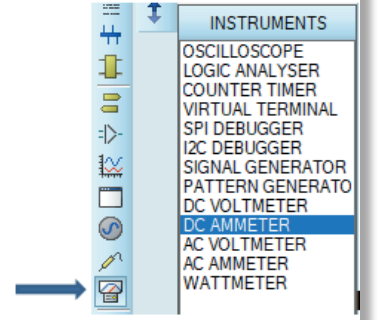 INSTRUMENTS
OSCILLOSCOPE
LOGIC ANALYSER
COUNTER TIMER
VIRTUAL TERMINAL
SPI DEBUGGER
I2C DEBUGGER
SIGNAL GENERATOR
PATTERN GENERATO
DC VOLTMETER
DC AMMETER
AC VOLTMETER
AC AMMETER
WATTMETER